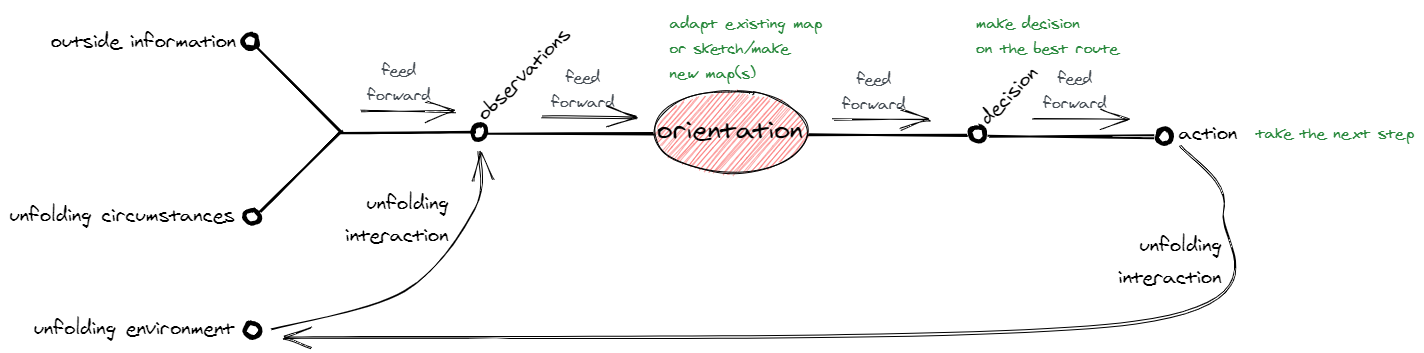 outside information
feed
forward
observations
feed
forward
adapt existing map
or sketch/make
new map(s)
orientation
feed
forward
make decision
on the best route
decision
feed
forward
action
take the next step
unfolding circumstances
unfolding
interaction
unfolding
interaction
unfolding environment